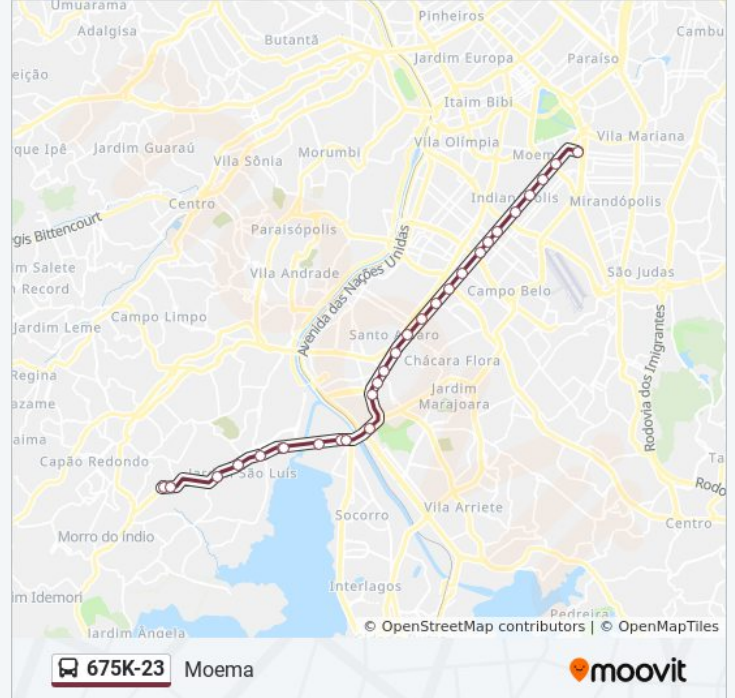 Umuarama
Pinheiros
Adalgisa
Cambu
Butantã
Jardim Europa
Paraíso
eição
Itaim Bibi
Vila Mariana
Vila Olímpia
que Ipê
Jardim Guaraú
Vila Sônia
Morumbi
Moema
Centro
Indianópolis
Mirandópolis
gis Bittencourt
Paraisópolis
Avenida das Nações Unidas
im Salete
n Record
Vila Andrade
São Judas
Campo Belo
Jardim Leme
Campo Limpo
Rodovia dos Imigrantes
Santo Amaro
Chácara Flora
Regina
azame
Jardim
Marajoara
aima
Capão Redondo
Jardim São Luís
Ta
Rodo
Socorro
Vila Arriete
Centro
Morro do índio
Interlagos
im Idemori
Pedreira
Jardim Ângela
© OpenStreetMap contributors | © OpenMapTiles
675K-23 Moema
moovit